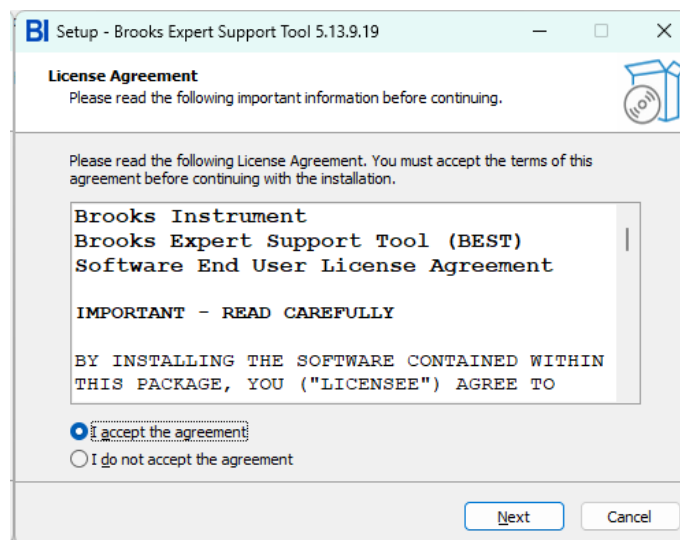 BI Setup - Brooks Expert Support Tool 5.13.9.19
License Agreement
Please read the following important information before continuing.
Please read the following License Agreement. You must accept the terms of this
agreement before continuing with the installation.
Brooks Instrument
Brooks Expert Support Tool (BEST)
Software End User License Agreement
IMPORTANT - READ CAREFULLY
BY INSTALLING THE SOFTWARE CONTAINED WITHIN
THIS PACKAGE, YOU ("LICENSEE") AGREE TO
I accept the agreement
I do not accept the agreement
Next Cancel